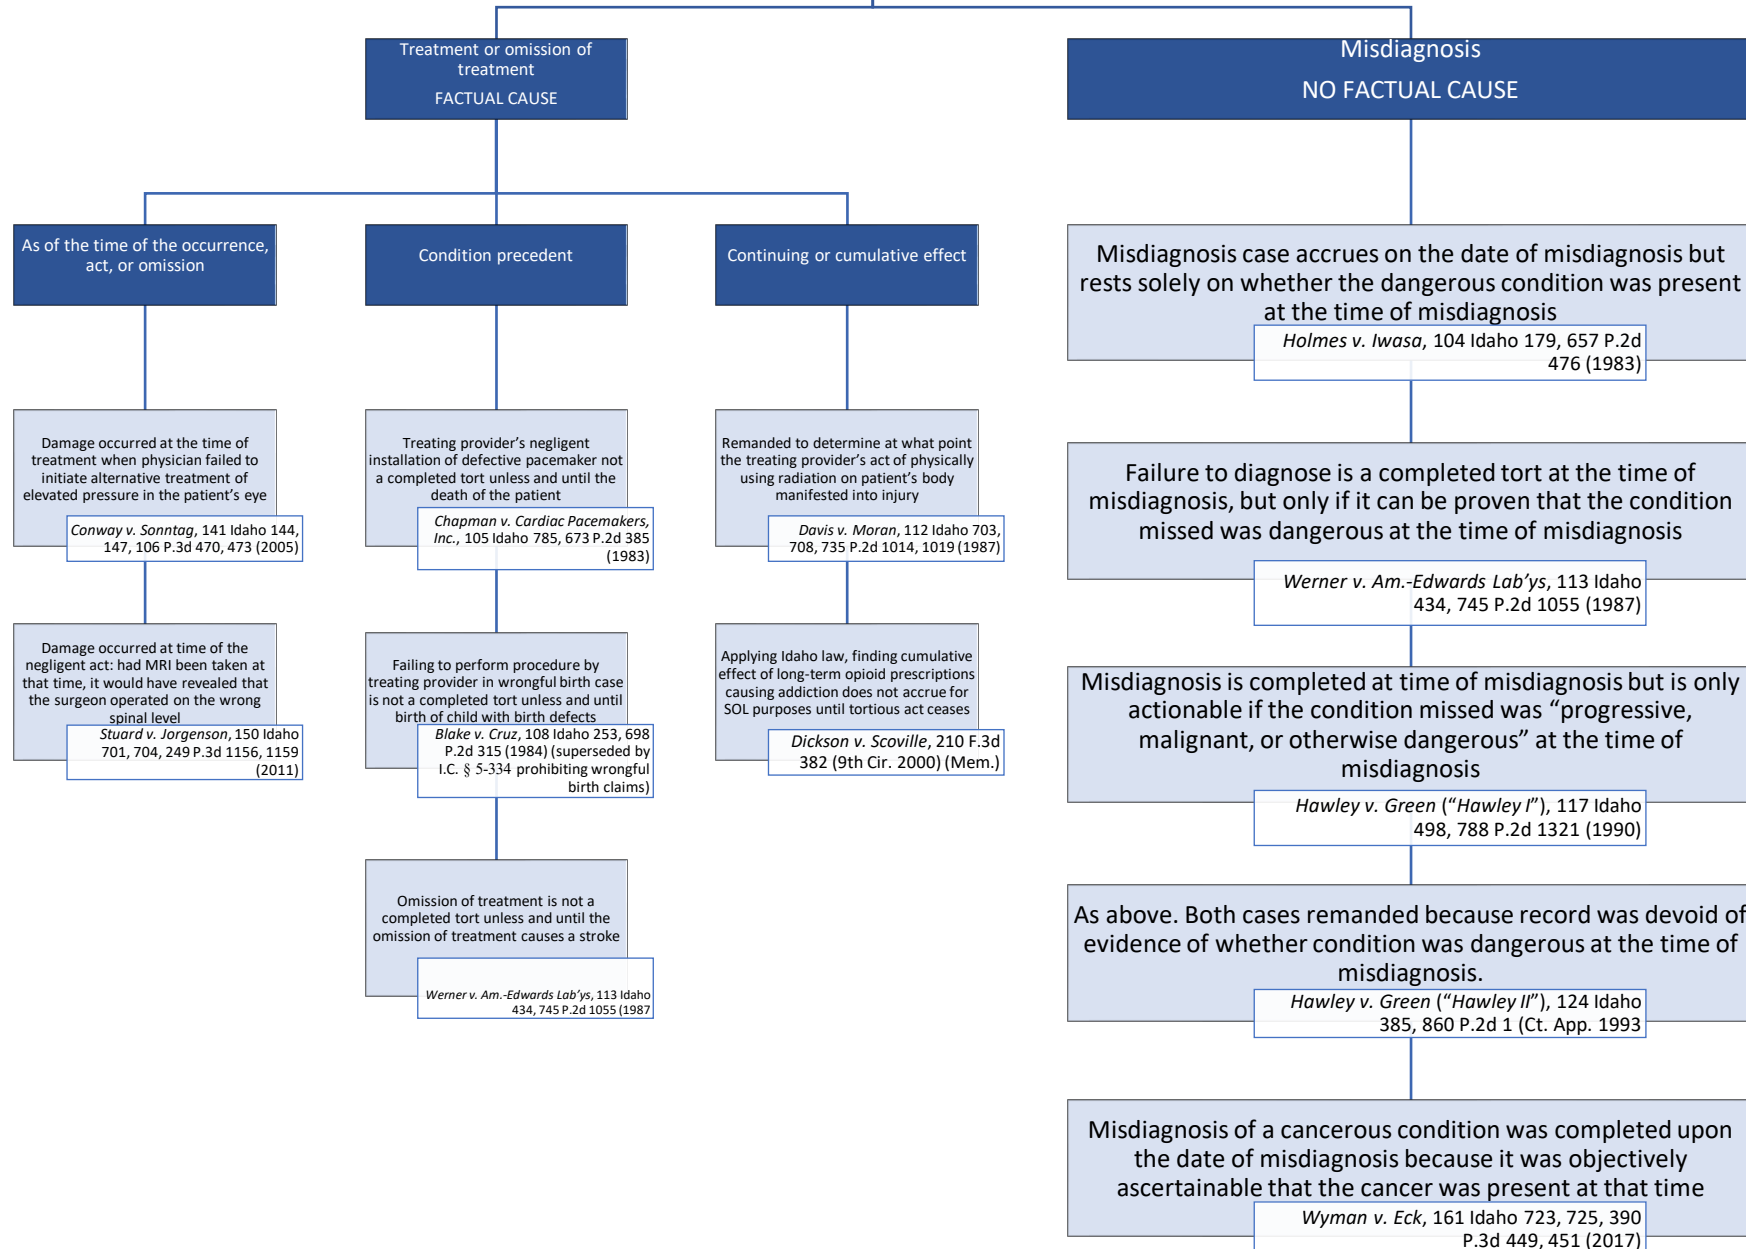 Treatment or omission of
treatment
FACTUAL CAUSE
Misdiagnosis
NO FACTUAL CAUSE
As of the time of the occurrence,
act, or omission
Condition precedent
Continuing or cumulative effect
Damage occurred at the time of
treatment when physician failed to
initiate alternative treatment of
elevated pressure in the patient’s eye
Conway v. Sonntag, 141 Idaho 144,
147, 106 P.3d 470, 473 (2005)
Damage occurred at time of the
negligent act: had MRI been taken at
that time, it would have revealed that
the surgeon operated on the wrong
spinal level
Stuard v. Jorgenson, 150 Idaho
701, 704, 249 P.3d 1156, 1159
(2011)
Treating provider’s negligent
installation of defective pacemaker not
a completed tort unless and until the
death of the patient
Chapman v. Cardiac Pacemakers,
Inc., 105 Idaho 785, 673 P.2d 385
(1983)
Failing to perform procedure by
treating provider in wrongful birth case
is not a completed tort unless and until
birth of child with birth defects
Blake v. Cruz, 108 Idaho 253, 698
P.2d 315 (1984) (superseded by
I.C. § 5-334 prohibiting wrongful
birth claims)
Omission of treatment is not a
completed tort unless and until the
omission of treatment causes a stroke
Werner v. Am.-Edwards Lab’ys, 113 Idaho
434, 745 P.2d 1055 (1987
Remanded to determine at what point
the treating provider’s act of physically
using radiation on patient’s body
manifested into injury
Davis v. Moran, 112 Idaho 703,
708, 735 P.2d 1014, 1019 (1987)
Applying Idaho law, finding cumulative
effect of long-term opioid prescriptions
causing addiction does not accrue for
SOL purposes until tortious act ceases
Dickson v. Scoville, 210 F.3d
382 (9th Cir. 2000) (Mem.)
Misdiagnosis case accrues on the date of misdiagnosis but
rests solely on whether the dangerous condition was present
at the time of misdiagnosis
Holmes v. Iwasa, 104 Idaho 179, 657 P.2d
476 (1983)
Failure to diagnose is a completed tort at the time of
misdiagnosis, but only if it can be proven that the condition
missed was dangerous at the time of misdiagnosis
Werner v. Am.-Edwards Lab’ys, 113 Idaho
434, 745 P.2d 1055 (1987)
Misdiagnosis is completed at time of misdiagnosis but is only
actionable if the condition missed was “progressive,
malignant, or otherwise dangerous” at the time of
misdiagnosis
Hawley v. Green (“Hawley I”), 117 Idaho
498, 788 P.2d 1321 (1990)
As above. Both cases remanded because record was devoid of
evidence of whether condition was dangerous at the time of
misdiagnosis.
Hawley v. Green (“Hawley II”), 124 Idaho
385, 860 P.2d 1 (Ct. App. 1993
Misdiagnosis of a cancerous condition was completed upon
the date of misdiagnosis because it was objectively
ascertainable that the cancer was present at that time
Wyman v. Eck, 161 Idaho 723, 725, 390
P.3d 449, 451 (2017)